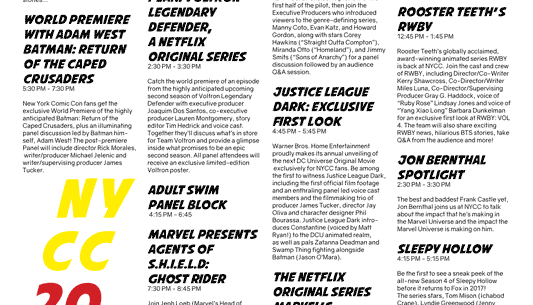 stories...
WORLD PREMIERE
WITH ADAM WEST
BATMAN: RETURN
OF THE CAPED
CRUSADERS
5:30 PM - 7:30 PM
New York Comic Con fans get the
exclusive World Premiere of the highly
anticipated Batman: Return of the
Caped Crusaders, plus an illuminating
panel discussion led by Batman him-
self, Adam West! The post-premiere
Panel will include director Rick Morales,
writer/producer Michael Jelenic and
writer/supervising producer James
Tucker.
NY
CC
20
LEGENDARY
DEFENDER,
A NETFLIX
ORIGINAL SERIES
2:30 PM - 3:30 PM
Catch the world premiere of an episode
from the highly anticipated upcoming
second season of Voltron Legendary
Defender with executive producer
Joaquim Dos Santos, co-executive
producer Lauren Montgomery, story
editor Tim Hedrick and voice cast.
Together they'll discuss what's in store
for Team Voltron and provide a glimpse
inside what promises to be an epic
second season. All panel attendees will
receive an exclusive limited-edition
Voltron poster.
ADULT SWIM
PANEL BLOCK
4:15 PM - 6:45
MARVEL PRESENTS
AGENTS OF
S.H.I.E.L.D:
GHOST RIDER
7:30 PM - 8:45 PM
Join Jeph Loeb (Marvel's Head of
first half of the pilot, then join the
Executive Producers who introduced
viewers to the genre-defining series,
Manny Coto, Evan Katz, and Howard
Gordon, along with stars Corey
Hawkins ("Straight Outta Compton"),
Miranda Otto ("Homeland"), and Jimmy
Smits ("Sons of Anarchy") for a panel
discussion followed by an audience
Q&A session.
JUSTICE LEAGUE
DARK: EXCLUSIVE
FIRST LOOK
4:45 PM - 5:45 PM
Warner Bros. Home Entertainment
proudly makes its annual unveiling of
the next DC Universe Original Movie
exclusively for NYCC fans. Be among
the first to witness Justice League Dark,
including the first official film footage
and an enthralling panel led voice cast
members and the filmmaking trio of
producer James Tucker, director Jay
Oliva and character designer Phil
Bourassa. Justice League Dark intro-
duces Constantine (voiced by Matt
Ryan!) to the DCU animated realm,
as well as pals Zatanna Deadman and
Swamp Thing fighting alongside
Batman (Jason O'Mara).
THE NETFLIX
ORIGINAL SERIES
ROOSTER TEETH'S
RWBY
12:45 PM - 1:45 PM
Rooster Teeth's globally acclaimed,
award-winning animated series RWBY
is back at NYCC. Join the cast and crew
of RWBY, including Director/Co-Writer
Kerry Shawcross, Co-Director/Writer
Miles Luna, Co-Director/Supervising
Producer Gray G. Haddock, voice of
"Ruby Rose" Lindsay Jones and voice of
"Yang Xiao Long" Barbara Dunkelman
for an exclusive first look at RWBY: VOL
4. The team will also share exciting
RWBY news, hilarious BTS stories, take
Q&A from the audience and more!
JON BERNTHAL
SPOTLIGHT
2:30 PM - 3:30 PM
The best and baddest Frank Castle yet,
Jon Bernthal joins us at NYCC to talk
about the impact that he's making in
the Marvel Universe and the impact the
Marvel Universe is making on him.
SLEEPY HOLLOW
4:15 PM - 5:15 PM
Be the first to see a sneak peek of the
all-new Season 4 of Sleepy Hollow
before it returns to Fox in 2017!
The series stars, Tom Mison (Ichabod
Crane), Lyndie Greenwood (Jenny